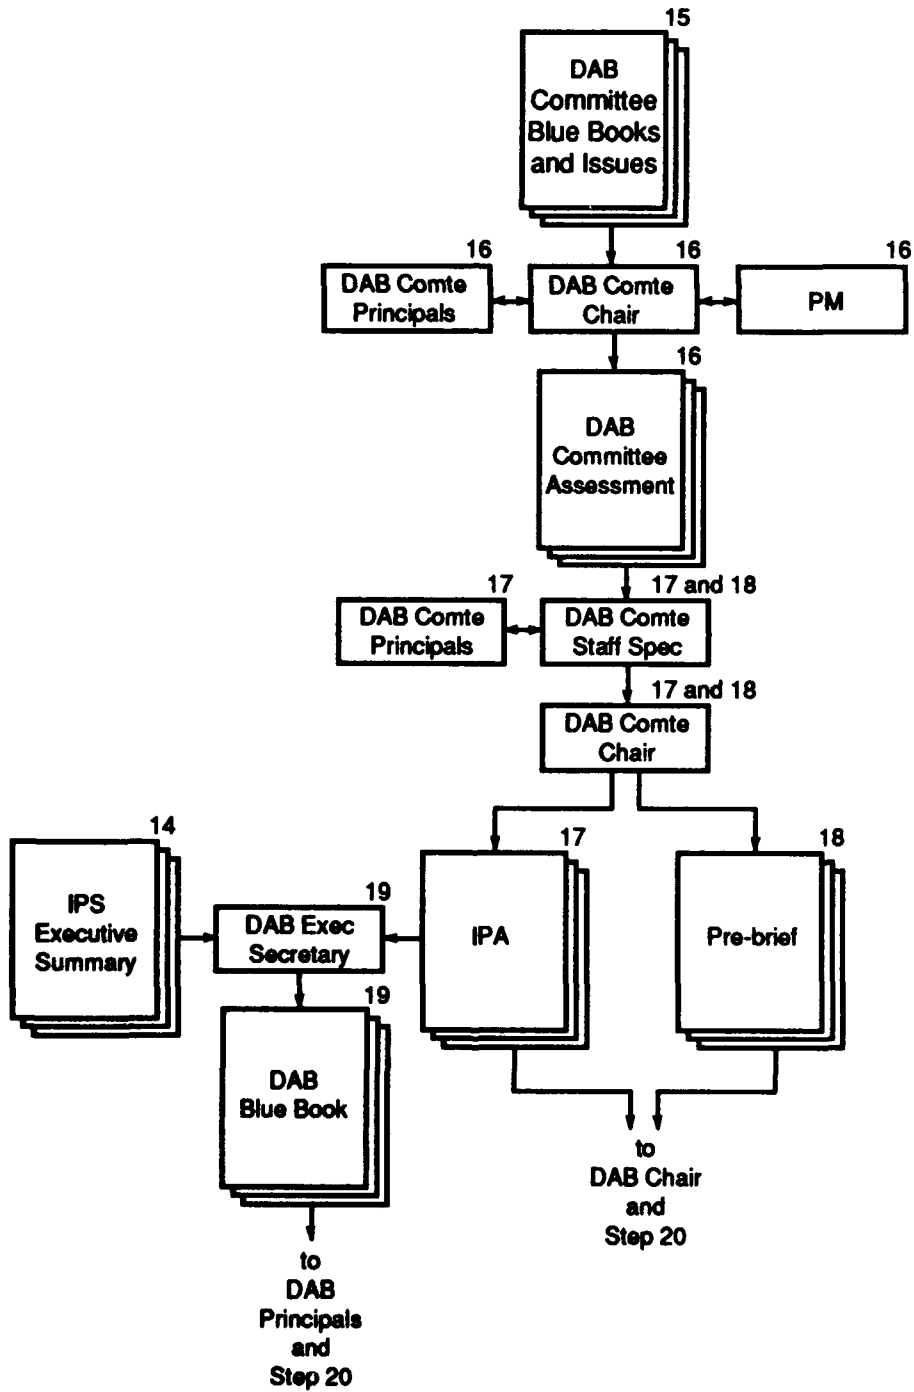 15
DAB
Committee
Blue Books
and Issues
16
DAB Comte
Principals
16
DAB Comte
Chair
16
PM
16
DAB
Committee
Assessment
17
DAB Comte
Principals
17 and 18
DAB Comte
Staff Spec
17 and 18
DAB Comte
Chair
14
IPS
Executive
Summary
19
DAB Exec
Secretary
17
IPA
18
Pre-brief
19
DAB
Blue Book
to
DAB Chair
and
Step 20
to
DAB
Principals
and
Step 20